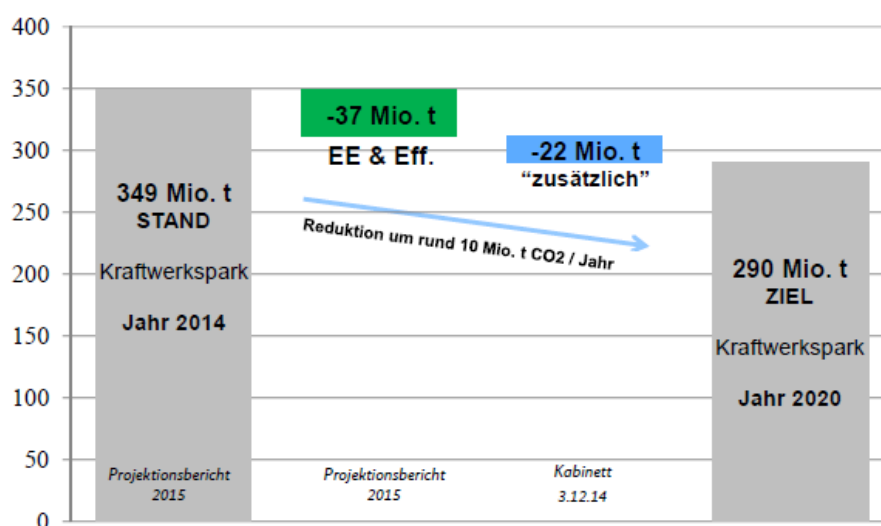 400
350
300
250
200
150
100
50
0
349 Mio. t
STAND
Kraftwerkspark
Jahr 2014
Projektionsbericht
2015
-37 Mio. t
EE & Eff.
Projektionsbericht
2015
-22 Mio. t
“zusätzlich”
Reduktion um rund 10 Mio. t CO2 / Jahr
Kabinett
3.12.14
290 Mio. t
ZIEL
Kraftwerkspark
Jahr 2020